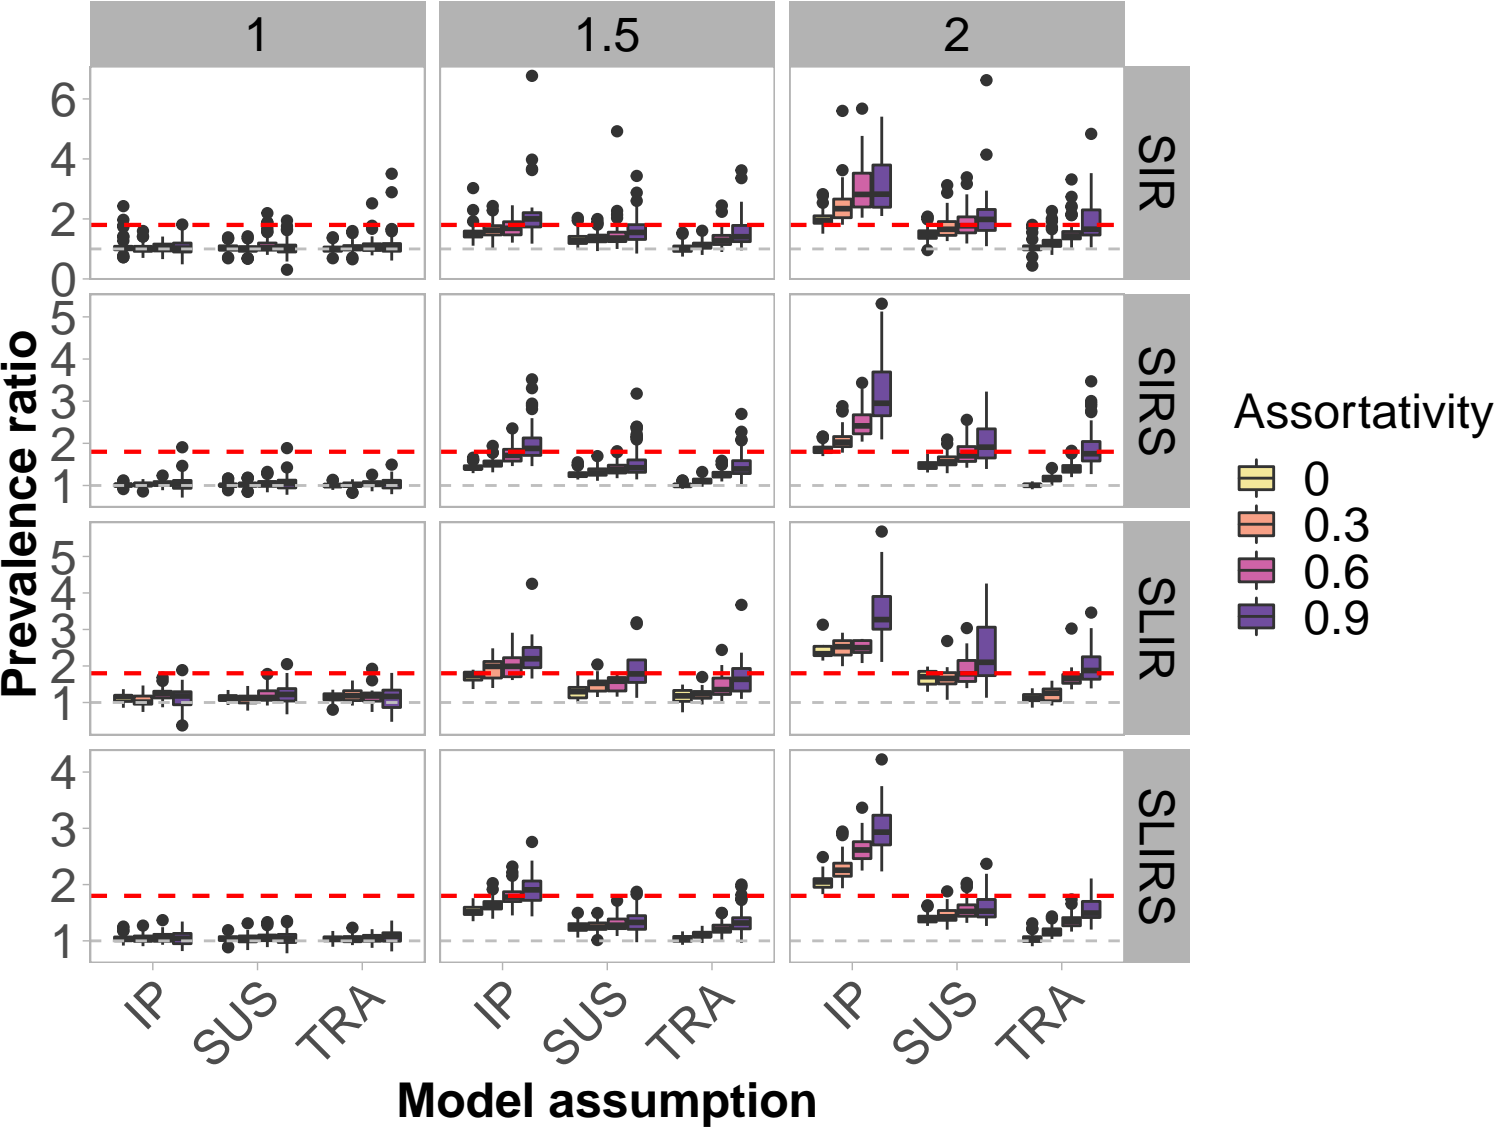 1 1.5 2
6
4
2
0
SIR
5
4
3
2
1
SIRS
5
4
3
2
1
SLIR
4
3
2
1
SLIRS
Prevalence ratio
IP SUS TRA IP SUS TRA IP SUS TRA
Model assumption
Assortativity
0
0.3
0.6
0.9